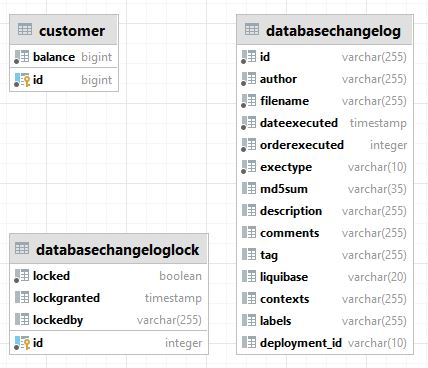 customer
balance bigint
id bigint
databasechangeloglock
locked boolean
lockgranted timestamp
lockedby varchar(255)
id integer
databasechangelog
id varchar(255)
author varchar(255)
filename varchar(255)
dateexecuted timestamp
orderexecuted integer
exectype varchar(10)
md5sum varchar(35)
description varchar(255)
comments varchar(255)
tag varchar(255)
liquibase varchar(20)
contexts varchar(255)
labels varchar(255)
deployment_id varchar(10)